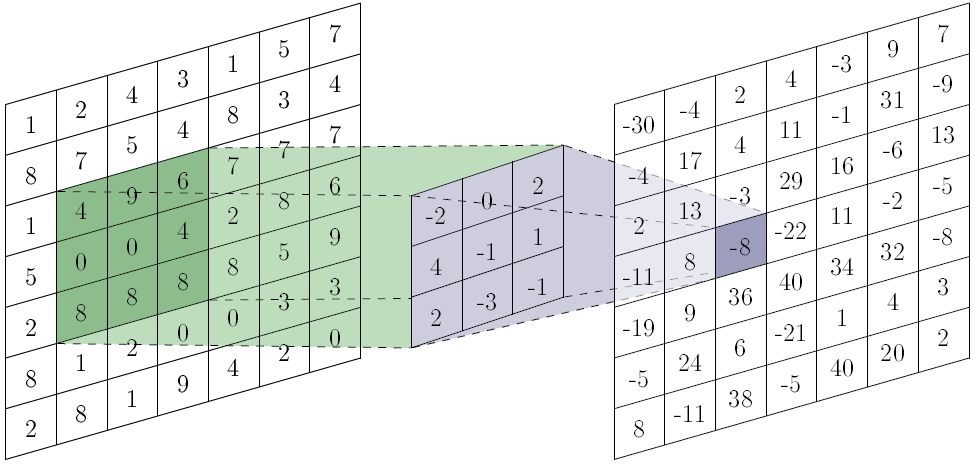 1 2 4 3 1 5 7
8 7 5 4 8 3 4
1 4 9 6 7 7 7
5 0 0 4 2 8 6
2 8 8 8 8 5 9
8 1 2 0 0 3 3
2 8 1 9 4 2 0
-2 0 2
4 -1 1
2 -3 -1
-30 -4 2 4 -3 9 7
-4 17 4 11 -1 31 -9
2 13 -3 29 16 -6 13
-11 8 -8 -22 11 -2 -5
-19 9 36 40 34 32 -8
-5 24 6 -21 1 4 3
8 -11 38 -5 40 20 2